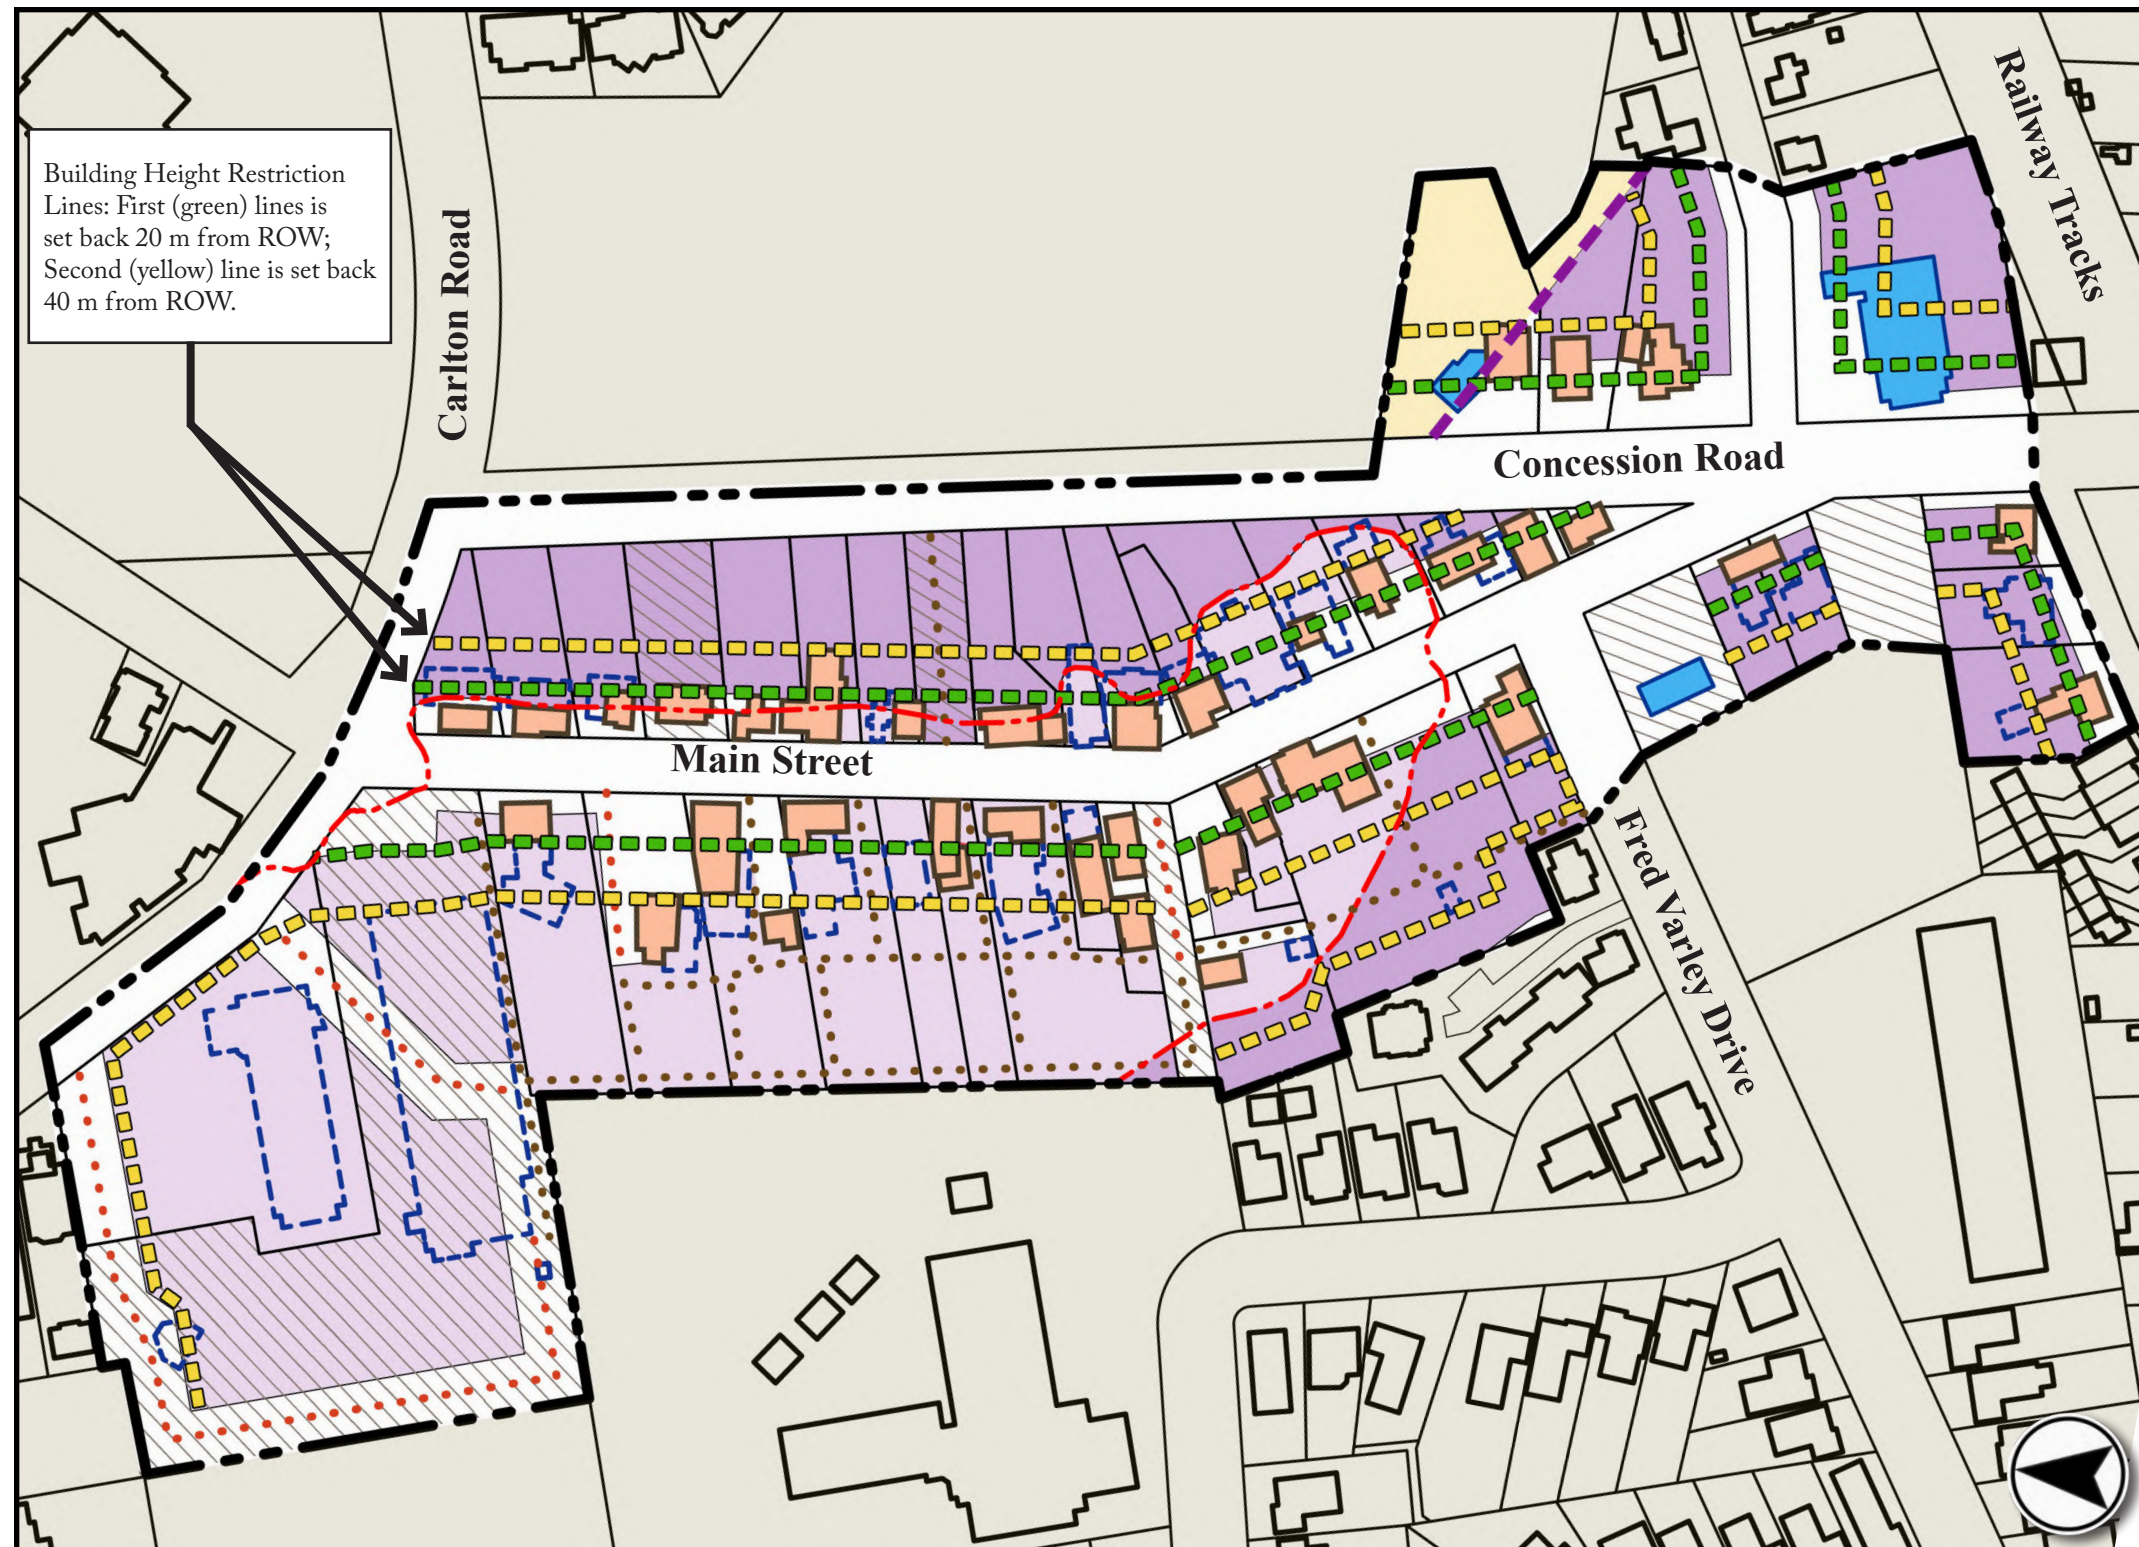 Building Height Restriction
Lines: First (green) lines is
set back 20 m from ROW;
Second (yellow) line is set back
40 m from ROW.
Carlton Road
Railway Tracks
Concession Road
Main Street
Fred Varley Drive